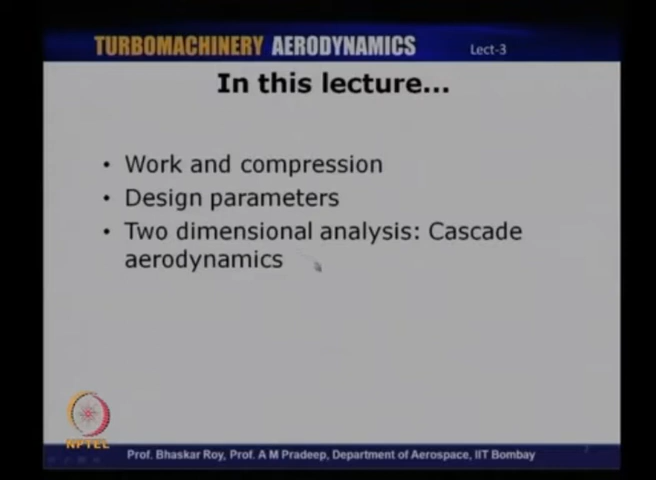 TURBOMACHINERY AERODYNAMICS Lect-3
In this lecture...
• Work and compression
• Design parameters
• Two dimensional analysis: Cascade
aerodynamics
NPTEL
Prof. Bhaskar Roy, Prof. A M Pradeep, Department of Aerospace, IIT Bombay